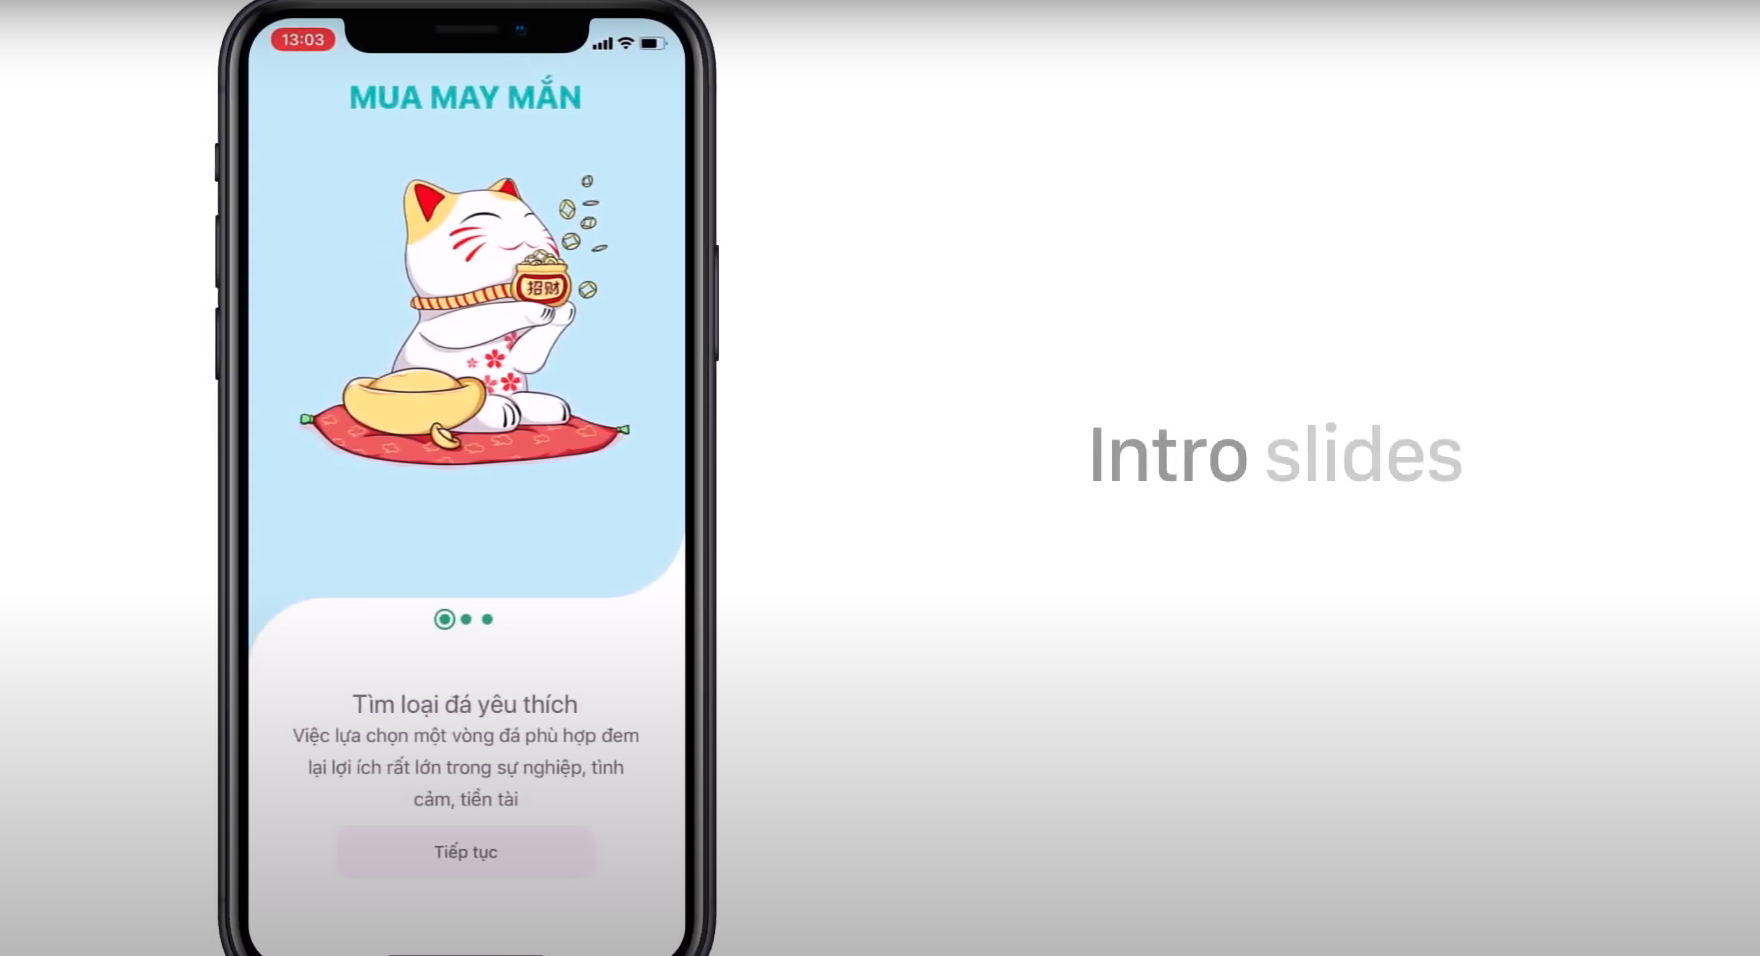 13:03
MUA MAY MẮN
招财
Intro slides
Tìm loại đá yêu thích
Việc lựa chọn một vòng đá phù hợp đem
lại lợi ích rất lớn trong sự nghiệp, tình
cảm, tiền tài
Tiếp tục